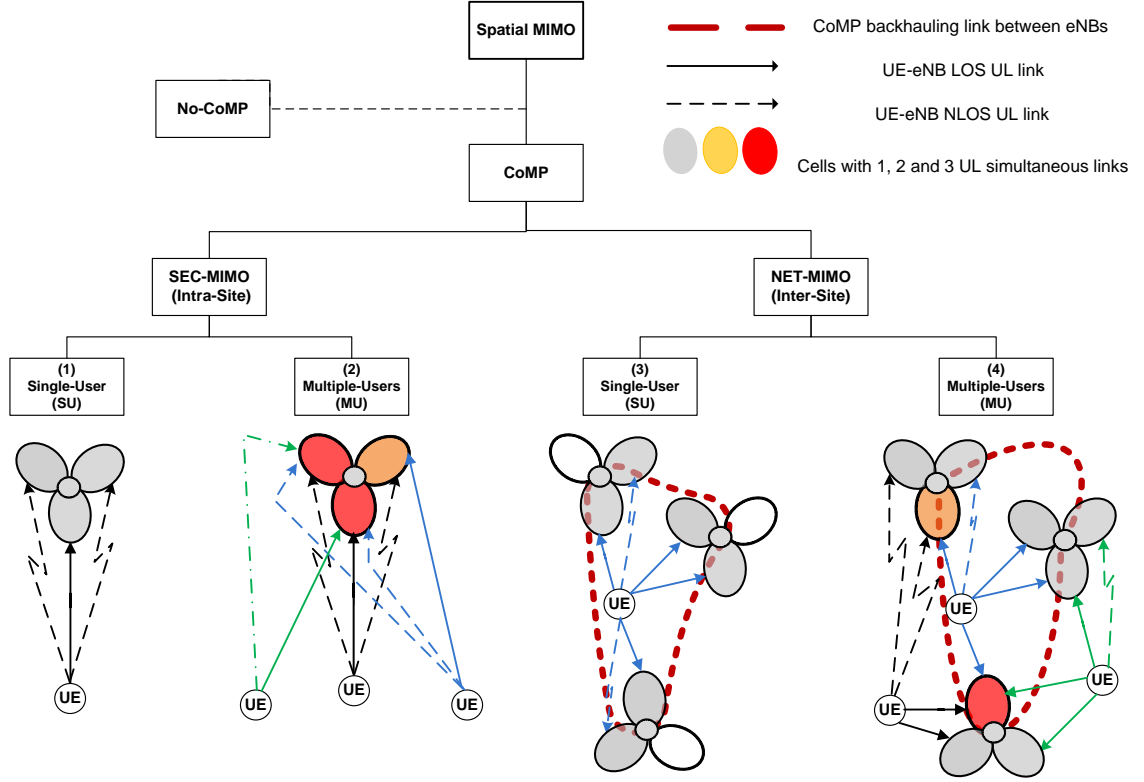 Spatial MIMO
CoMP backhauling link between eNBs
UE-eNB LOS UL link
No-CoMP
UE-eNB NLOS UL link
CoMP
Cells with 1, 2 and 3 UL simultaneous links
SEC-MIMO
(Intra-Site)
NET-MIMO
(Inter-Site)
(1)
Single-User
(SU)
(2)
Multiple-Users
(MU)
(3)
Single-User
(SU)
(4)
Multiple-Users
(MU)
UE
UE
UE
UE
UE
UE
UE
UE